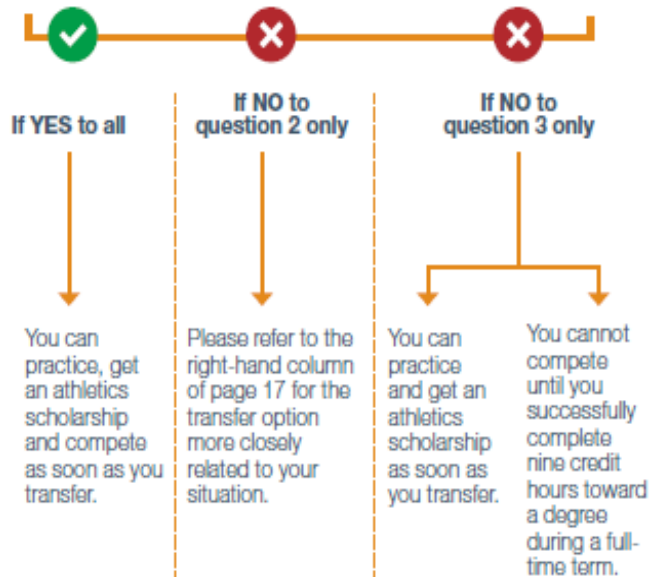 If YES to all
If NO to
question 2 only
If NO to
question 3 only
You can
practice, get
an athletics
scholarship
and compete
as soon as you
transfer.
Please refer to the
right-hand column
of page 17 for the
transfer option
more closely
related to your
situation.
You can
practice
and get an
athletics
scholarship
as soon as
you transfer.
You cannot
compete
until you
successfully
complete
nine credit
hours toward
a degree
during a full-
time term.